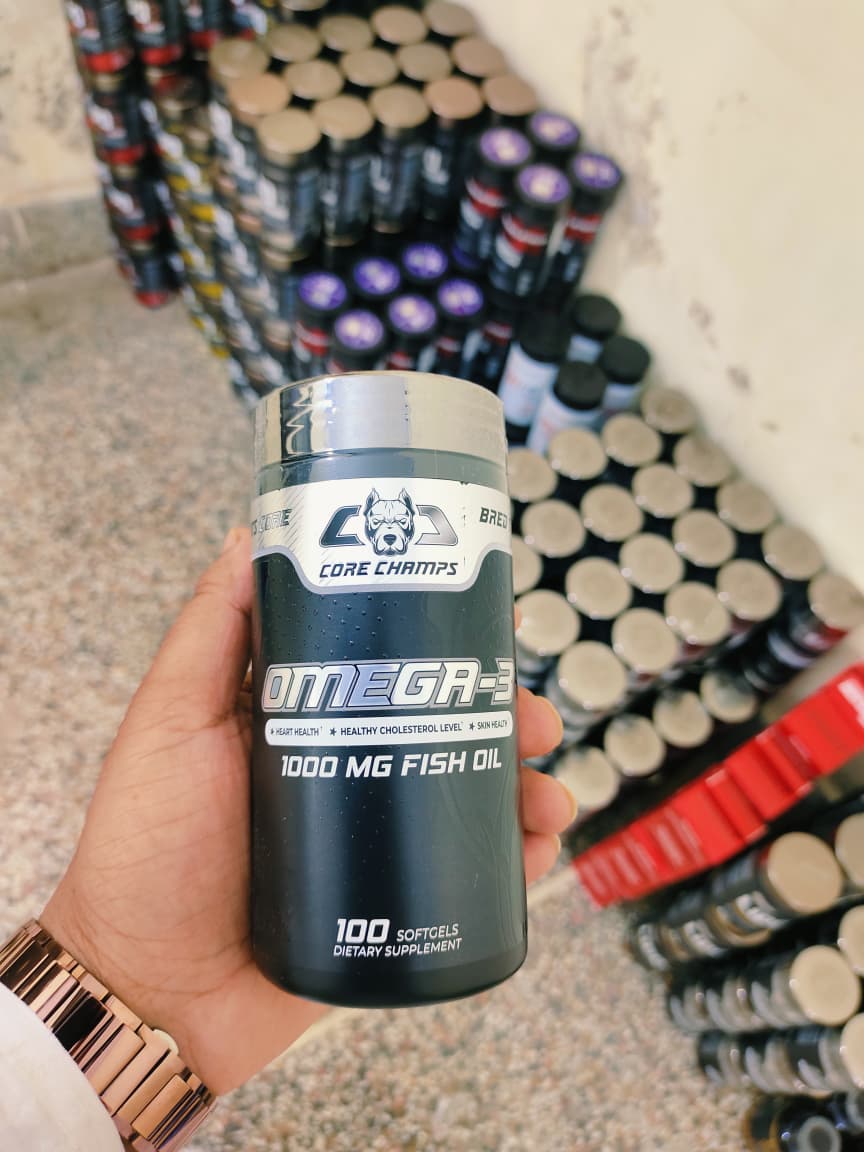 BRED
CORE CHAMPS
OMEGA-3
★ HEART HEALTH† ★ HEALTHY CHOLESTEROL LEVEL† ★ SKIN HEALTH
1000 MG FISH OIL
100 SOFTGELS
DIETARY SUPPLEMENT